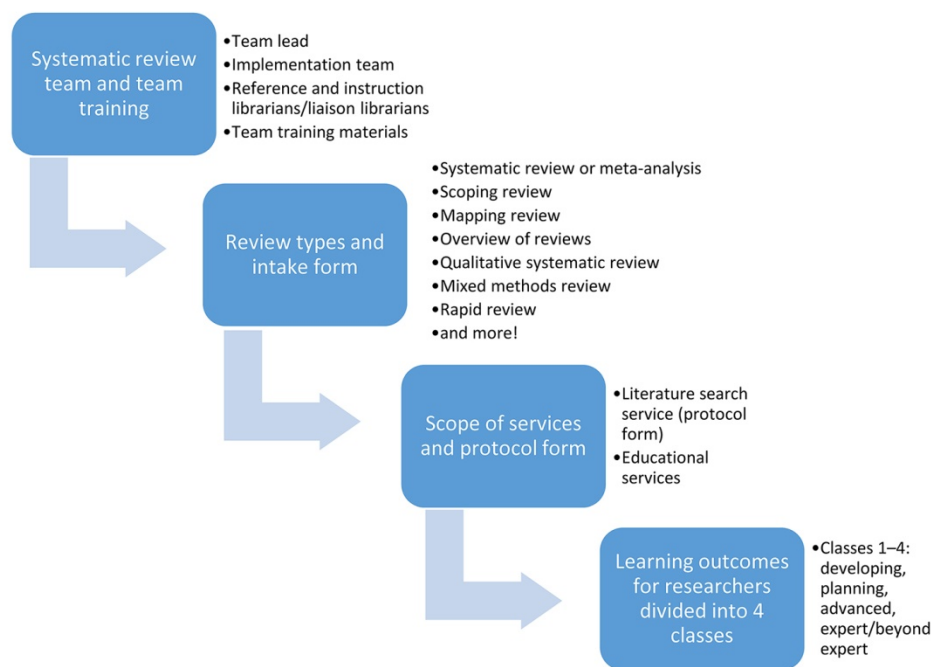 Systematic review
team and team
training
•Team lead
•Implementation team
•Reference and instruction
librarians/liaison librarians
•Team training materials
Review types and
intake form
•Systematic review or meta-analysis
•Scoping review
•Mapping review
•Overview of reviews
•Qualitative systematic review
•Mixed methods review
•Rapid review
•and more!
Scope of services
and protocol form
•Literature search
service (protocol
form)
•Educational
services
Learning outcomes
for researchers
divided into 4
classes
•Classes 1–4:
developing,
planning,
advanced,
expert/beyond
expert